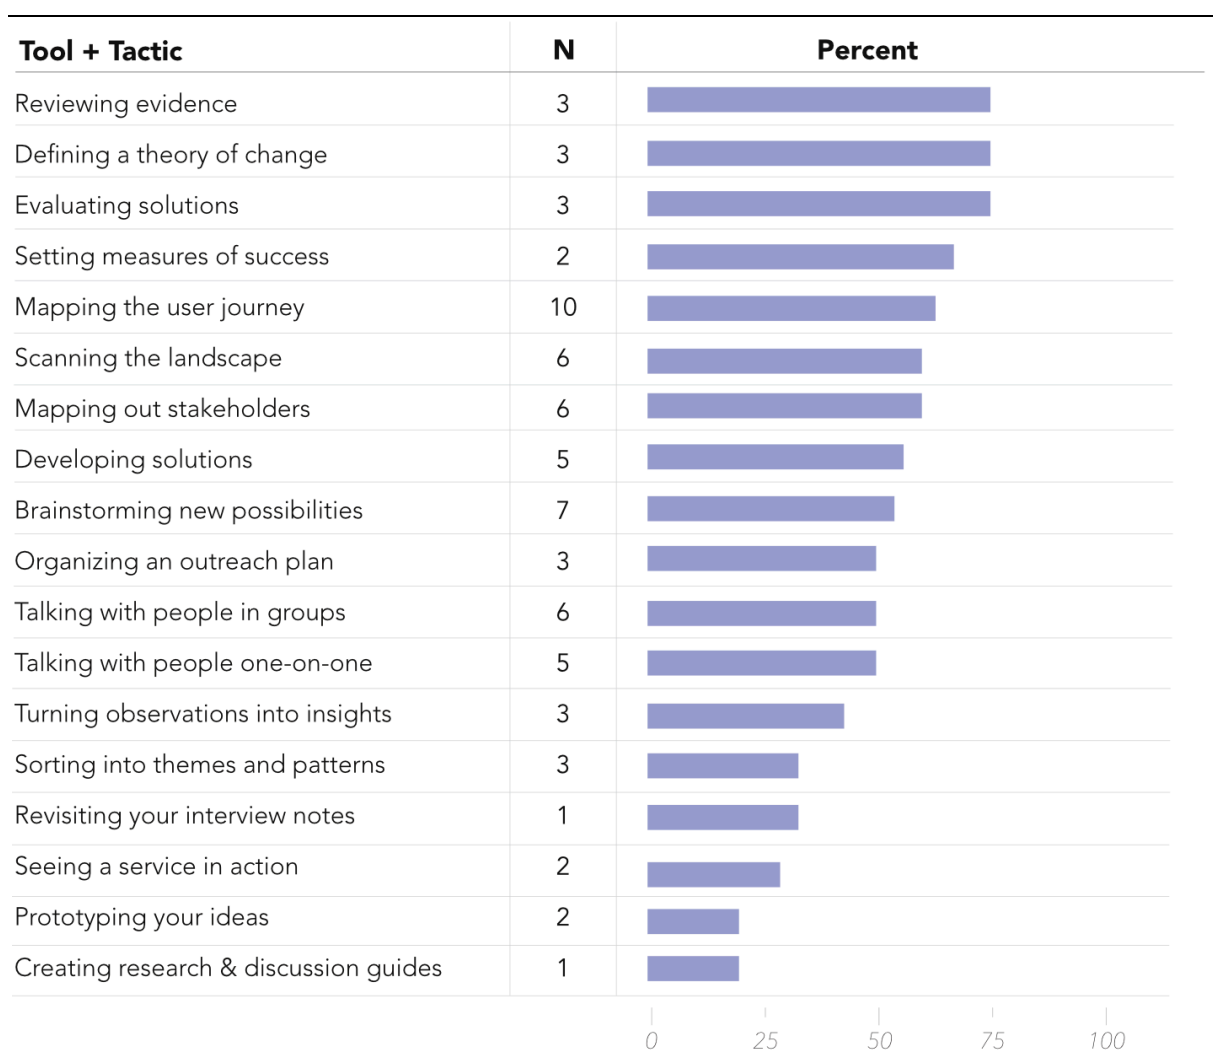 Tool + Tactic N Percent
Reviewing evidence 3
Defining a theory of change 3
Evaluating solutions 3
Setting measures of success 2
Mapping the user journey 10
Scanning the landscape 6
Mapping out stakeholders 6
Developing solutions 5
Brainstorming new possibilities 7
Organizing an outreach plan 3
Talking with people in groups 6
Talking with people one-on-one 5
Turning observations into insights 3
Sorting into themes and patterns 3
Revisiting your interview notes 1
Seeing a service in action 2
Prototyping your ideas 2
Creating research & discussion guides 1
0 25 50 75 100